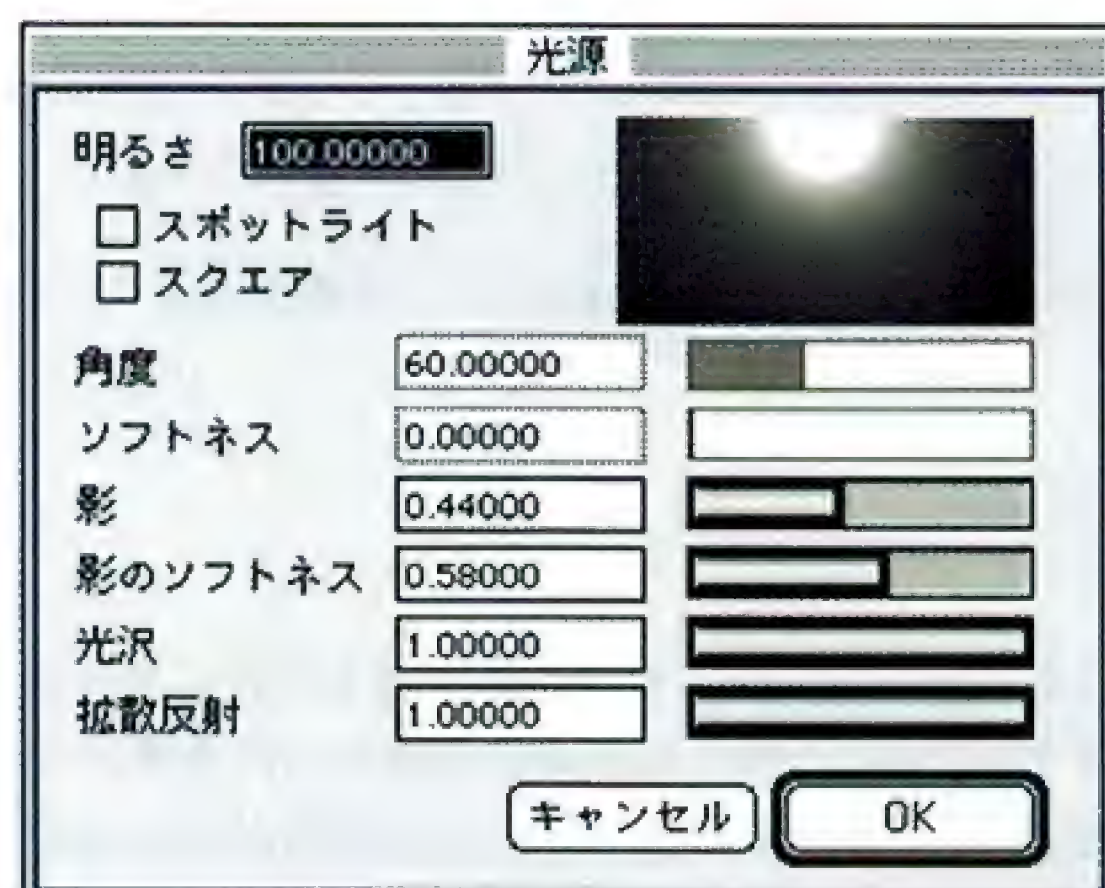 光源
明るさ 100.00000
スポットライト
スクエア
角度 60.00000
ソフトネス 0.00000
影 0.44000
影のソフトネス 0.58000
光沢 1.00000
拡散反射 1.00000
キャンセル OK